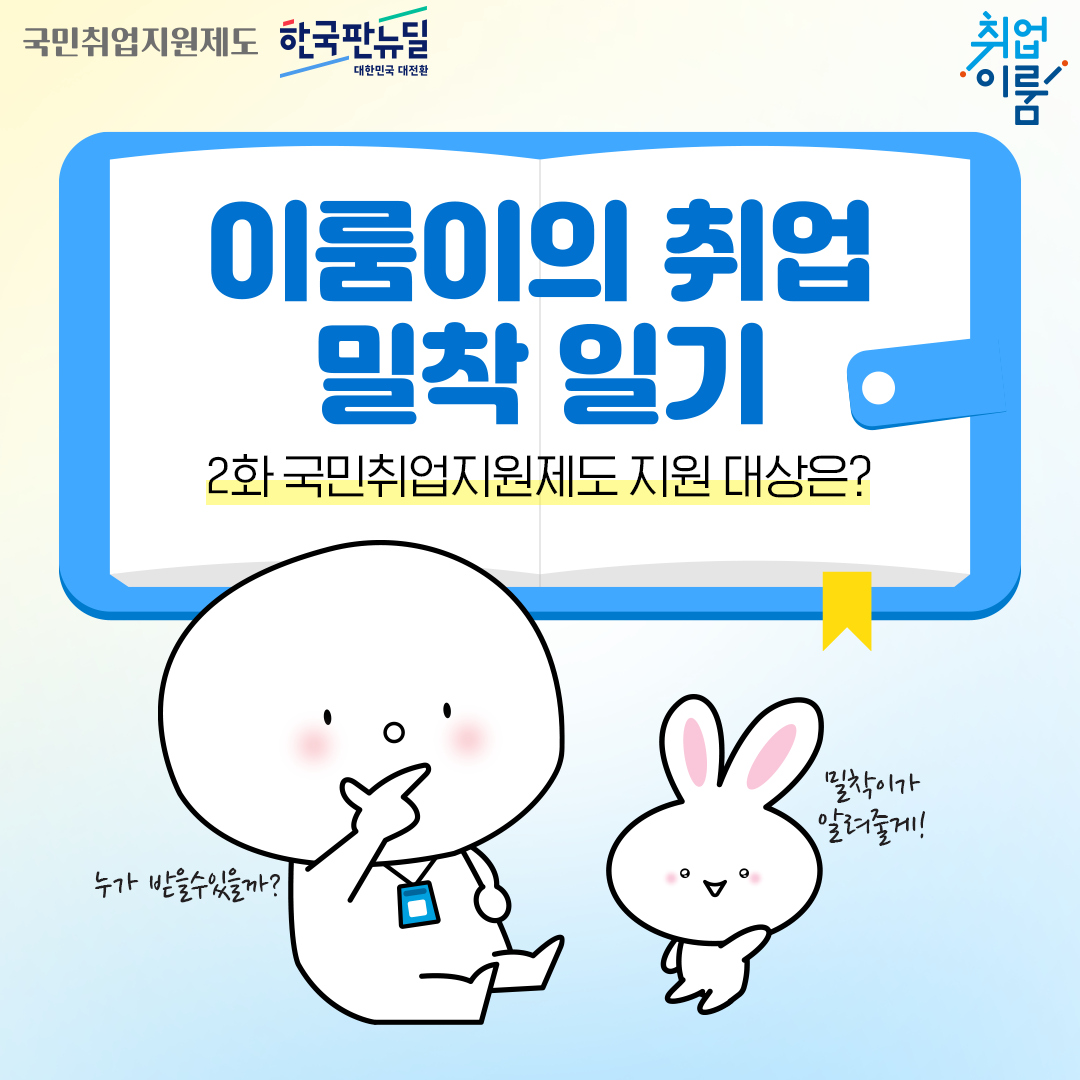 국민취업지원제도
한국판뉴딜
대한민국 대전환
취업
이룸
이룸이의 취업
밀착 일기
2화 국민취업지원제도 지원 대상은?
밀착이가
알려줄게!
누가 받을수있을까?